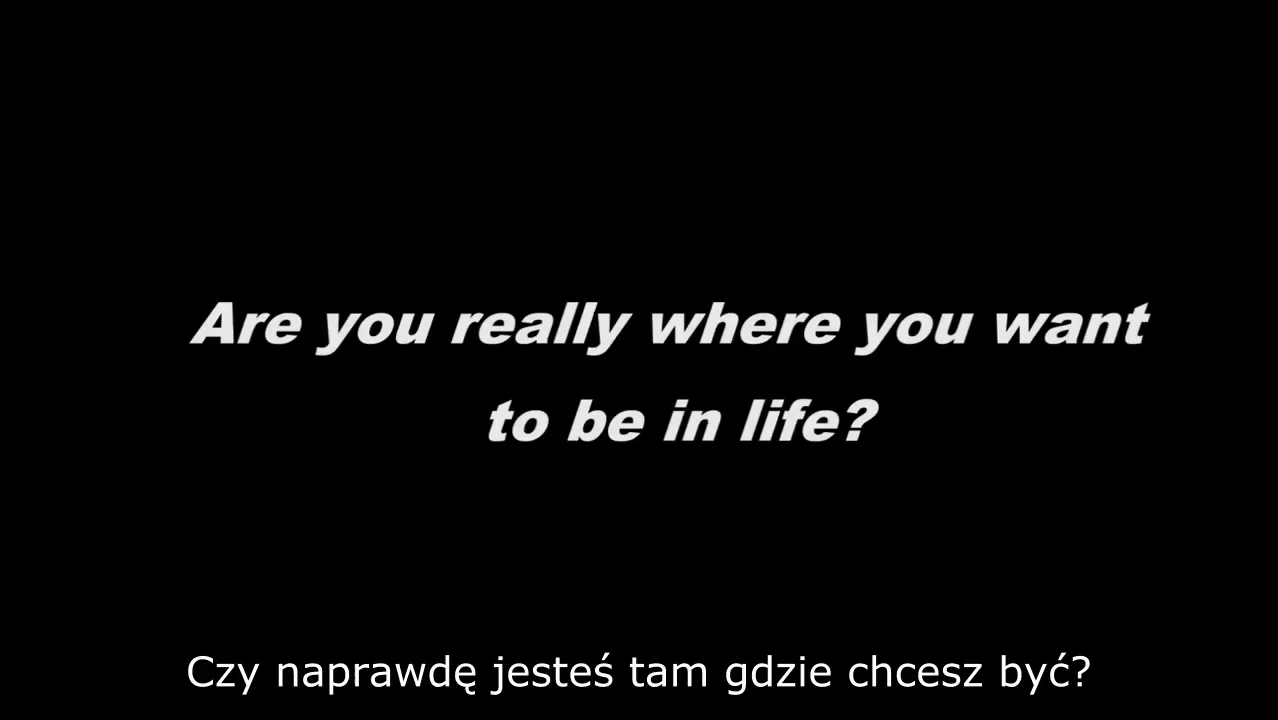 Are you really where you want
to be in life?
Czy naprawdę jesteś tam gdzie chcesz być?